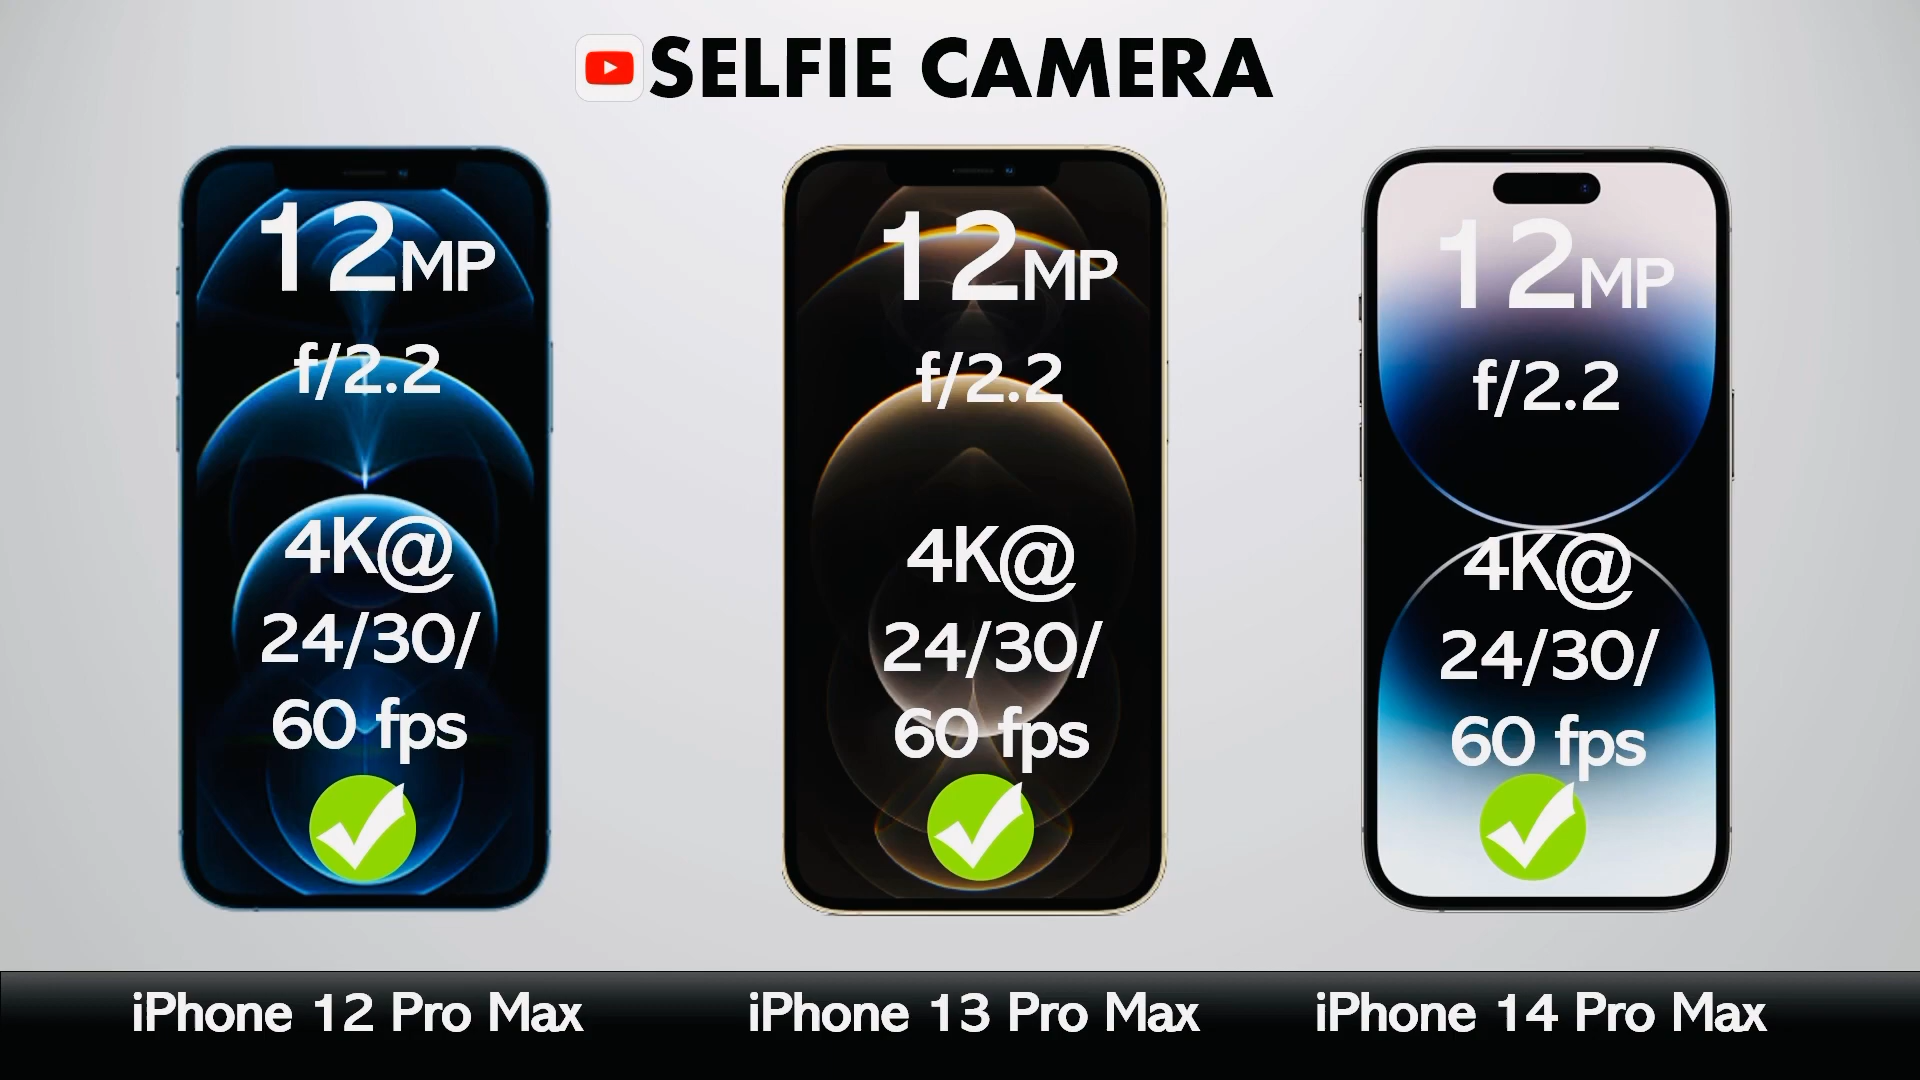 SELFIE CAMERA
12MP
f/2.2
4K@
24/30/
60 fps
12MP
f/2.2
4K@
24/30/
60 fps
12MP
f/2.2
4K@
24/30/
60 fps
iPhone 12 Pro Max
iPhone 13 Pro Max
iPhone 14 Pro Max